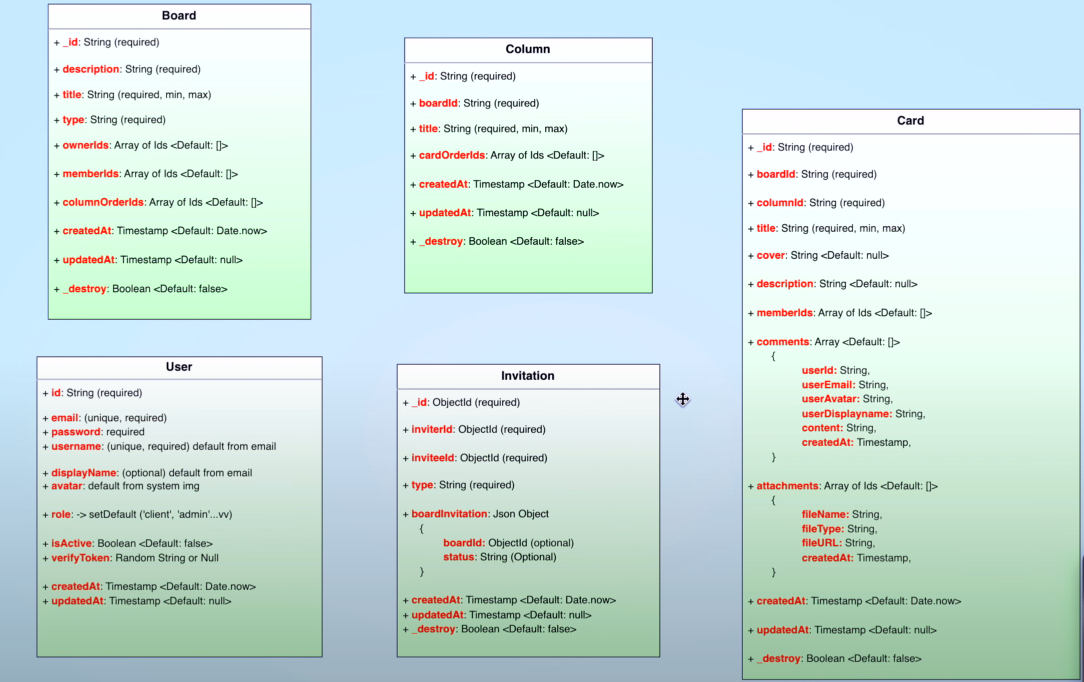 Board
+ _id: String (required)
+ description: String (required)
+ title: String (required, min, max)
+ type: String (required)
+ ownerIds: Array of Ids <Default: []>
+ memberIds: Array of Ids <Default: []>
+ columnOrderIds: Array of Ids <Default: []>
+ createdAt: Timestamp <Default: Date.now>
+ updatedAt: Timestamp <Default: null>
+ _destroy: Boolean <Default: false>
Column
+ _id: String (required)
+ boardId: String (required)
+ title: String (required, min, max)
+ cardOrderIds: Array of Ids <Default: []>
+ createdAt: Timestamp <Default: Date.now>
+ updatedAt: Timestamp <Default: null>
+ _destroy: Boolean <Default: false>
Card
+ _id: String (required)
+ boardId: String (required)
+ columnId: String (required)
+ title: String (required, min, max)
+ cover: String <Default: null>
+ description: String <Default: null>
+ memberIds: Array of Ids <Default: []>
+ comments: Array <Default: []>
{
userId: String,
userEmail: String,
userAvatar: String,
userDisplayname: String,
content: String,
createdAt: Timestamp,
}
+ attachments: Array of Ids <Default: []>
{
fileName: String,
fileType: String,
fileURL: String,
createdAt: Timestamp,
}
+ createdAt: Timestamp <Default: Date.now>
+ updatedAt: Timestamp <Default: null>
+ _destroy: Boolean <Default: false>
User
+ id: String (required)
+ email: (unique, required)
+ password: required
+ username: (unique, required) default from email
+ displayName: (optional) default from email
+ avatar: default from system img
+ role: -> setDefault ('client', 'admin'...vv)
+ isActive: Boolean <Default: false>
+ verifyToken: Random String or Null
+ createdAt: Timestamp <Default: Date.now>
+ updatedAt: Timestamp <Default: null>
Invitation
+ _id: ObjectId (required)
+ inviterId: ObjectId (required)
+ inviteeId: ObjectId (required)
+ type: String (required)
+ boardInvitation: Json Object
{
boardId: ObjectId (optional)
status: String (Optional)
}
+ createdAt: Timestamp <Default: Date.now>
+ updatedAt: Timestamp <Default: null>
+ _destroy: Boolean <Default: false>